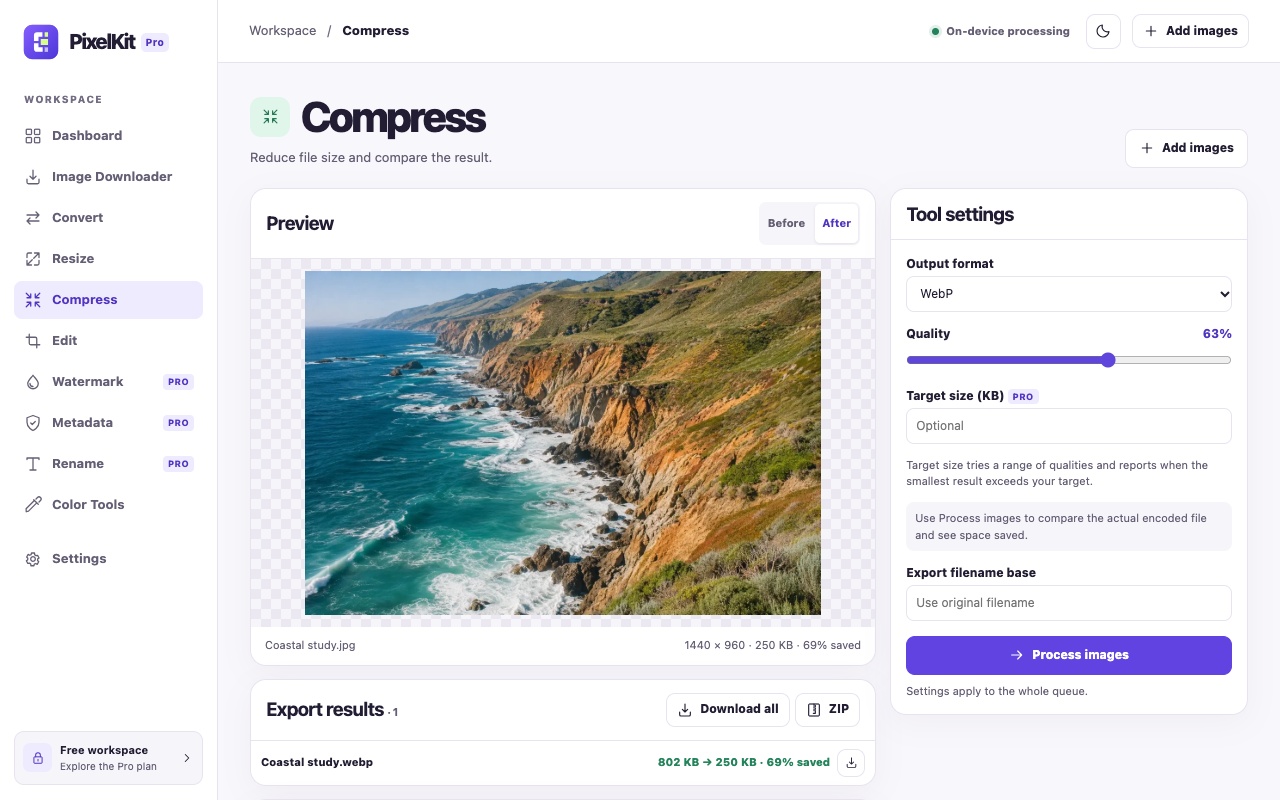 PixelKit Pro
WORKSPACE
Dashboard
Image Downloader
Convert
Resize
Compress
Edit
Watermark PRO
Metadata PRO
Rename PRO
Color Tools
Settings
Free workspace
Explore the Pro plan
Workspace / Compress
On-device processing
Add images
Compress
Reduce file size and compare the result.
Add images
Preview
Before After
Coastal study.jpg
1440 × 960 · 250 KB · 69% saved
Export results · 1
Download all
ZIP
Coastal study.webp
802 KB → 250 KB · 69% saved
Tool settings
Output format
WebP
Quality 63%
Target size (KB) PRO
Optional
Target size tries a range of qualities and reports when the
smallest result exceeds your target.
Use Process images to compare the actual encoded file
and see space saved.
Export filename base
Use original filename
Process images
Settings apply to the whole queue.